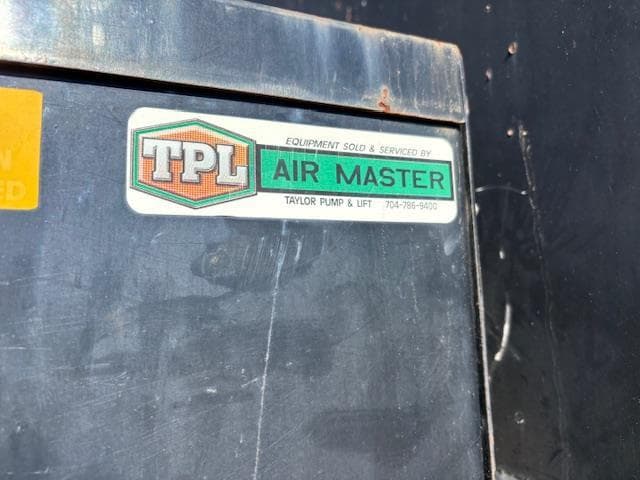 TPL
EQUIPMENT SOLD & SERVICED BY
AIR MASTER
TAYLOR PUMP & LIFT 704-786-9400